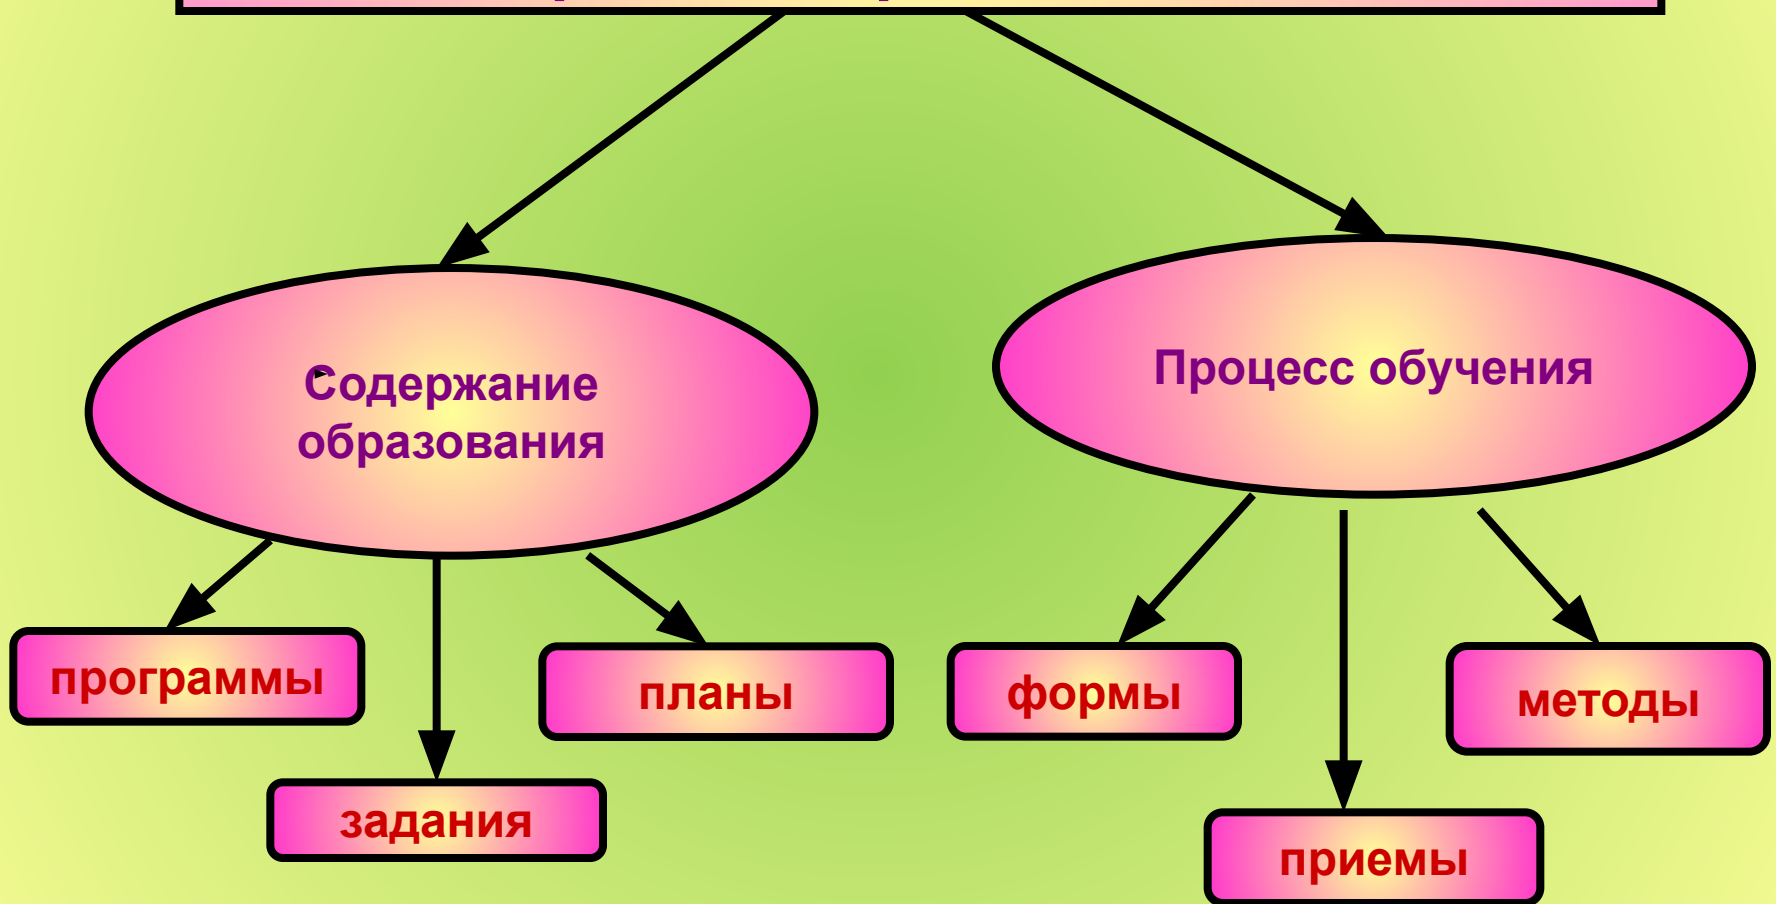 Содержание
образования
Процесс обучения
программы
планы
формы
методы
задания
приемы